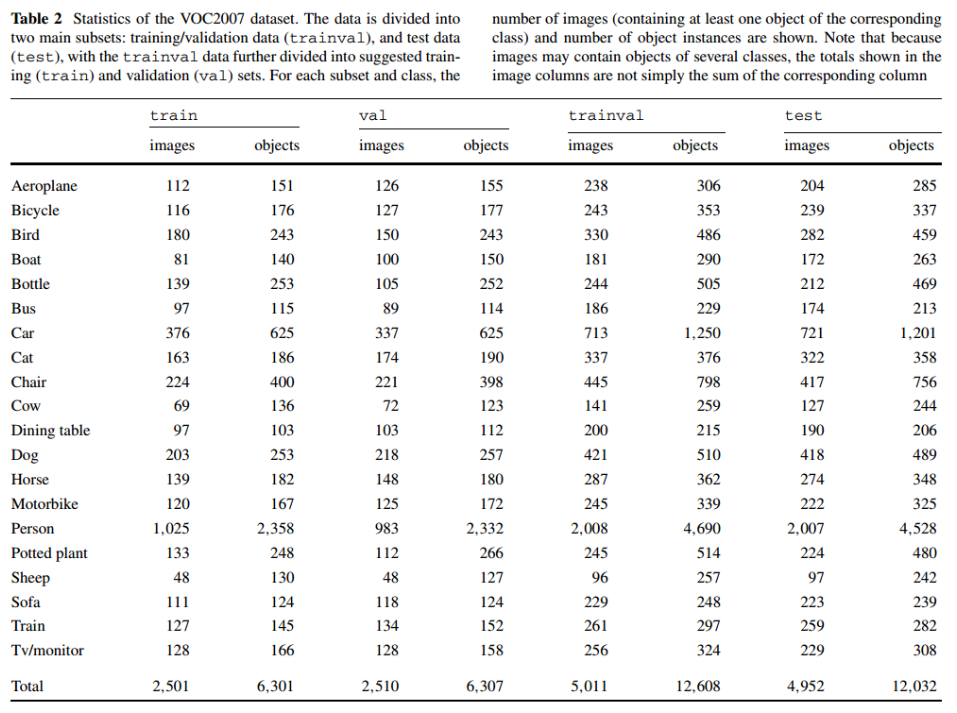 Table 2 Statistics of the VOC2007 dataset. The data is divided into
two main subsets: training/validation data (trainval), and test data
(test), with the trainval data further divided into suggested train-
ing (train) and validation (val) sets. For each subset and class, the
number of images (containing at least one object of the corresponding
class) and number of object instances are shown. Note that because
images may contain objects of several classes, the totals shown in the
image columns are not simply the sum of the corresponding column
train val trainval test
images objects images objects images objects images objects
Aeroplane 112 151 126 155 238 306 204 285
Bicycle 116 176 127 177 243 353 239 337
Bird 180 243 150 243 330 486 282 459
Boat 81 140 100 150 181 290 172 263
Bottle 139 253 105 252 244 505 212 469
Bus 97 115 89 114 186 229 174 213
Car 376 625 337 625 713 1,250 721 1,201
Cat 163 186 174 190 337 376 322 358
Chair 224 400 221 398 445 798 417 756
Cow 69 136 72 123 141 259 127 244
Dining table 97 103 103 112 200 215 190 206
Dog 203 253 218 257 421 510 418 489
Horse 139 182 148 180 287 362 274 348
Motorbike 120 167 125 172 245 339 222 325
Person 1,025 2,358 983 2,332 2,008 4,690 2,007 4,528
Potted plant 133 248 112 266 245 514 224 480
Sheep 48 130 48 127 96 257 97 242
Sofa 111 124 118 124 229 248 223 239
Train 127 145 134 152 261 297 259 282
Tv/monitor 128 166 128 158 256 324 229 308
Total 2,501 6,301 2,510 6,307 5,011 12,608 4,952 12,032